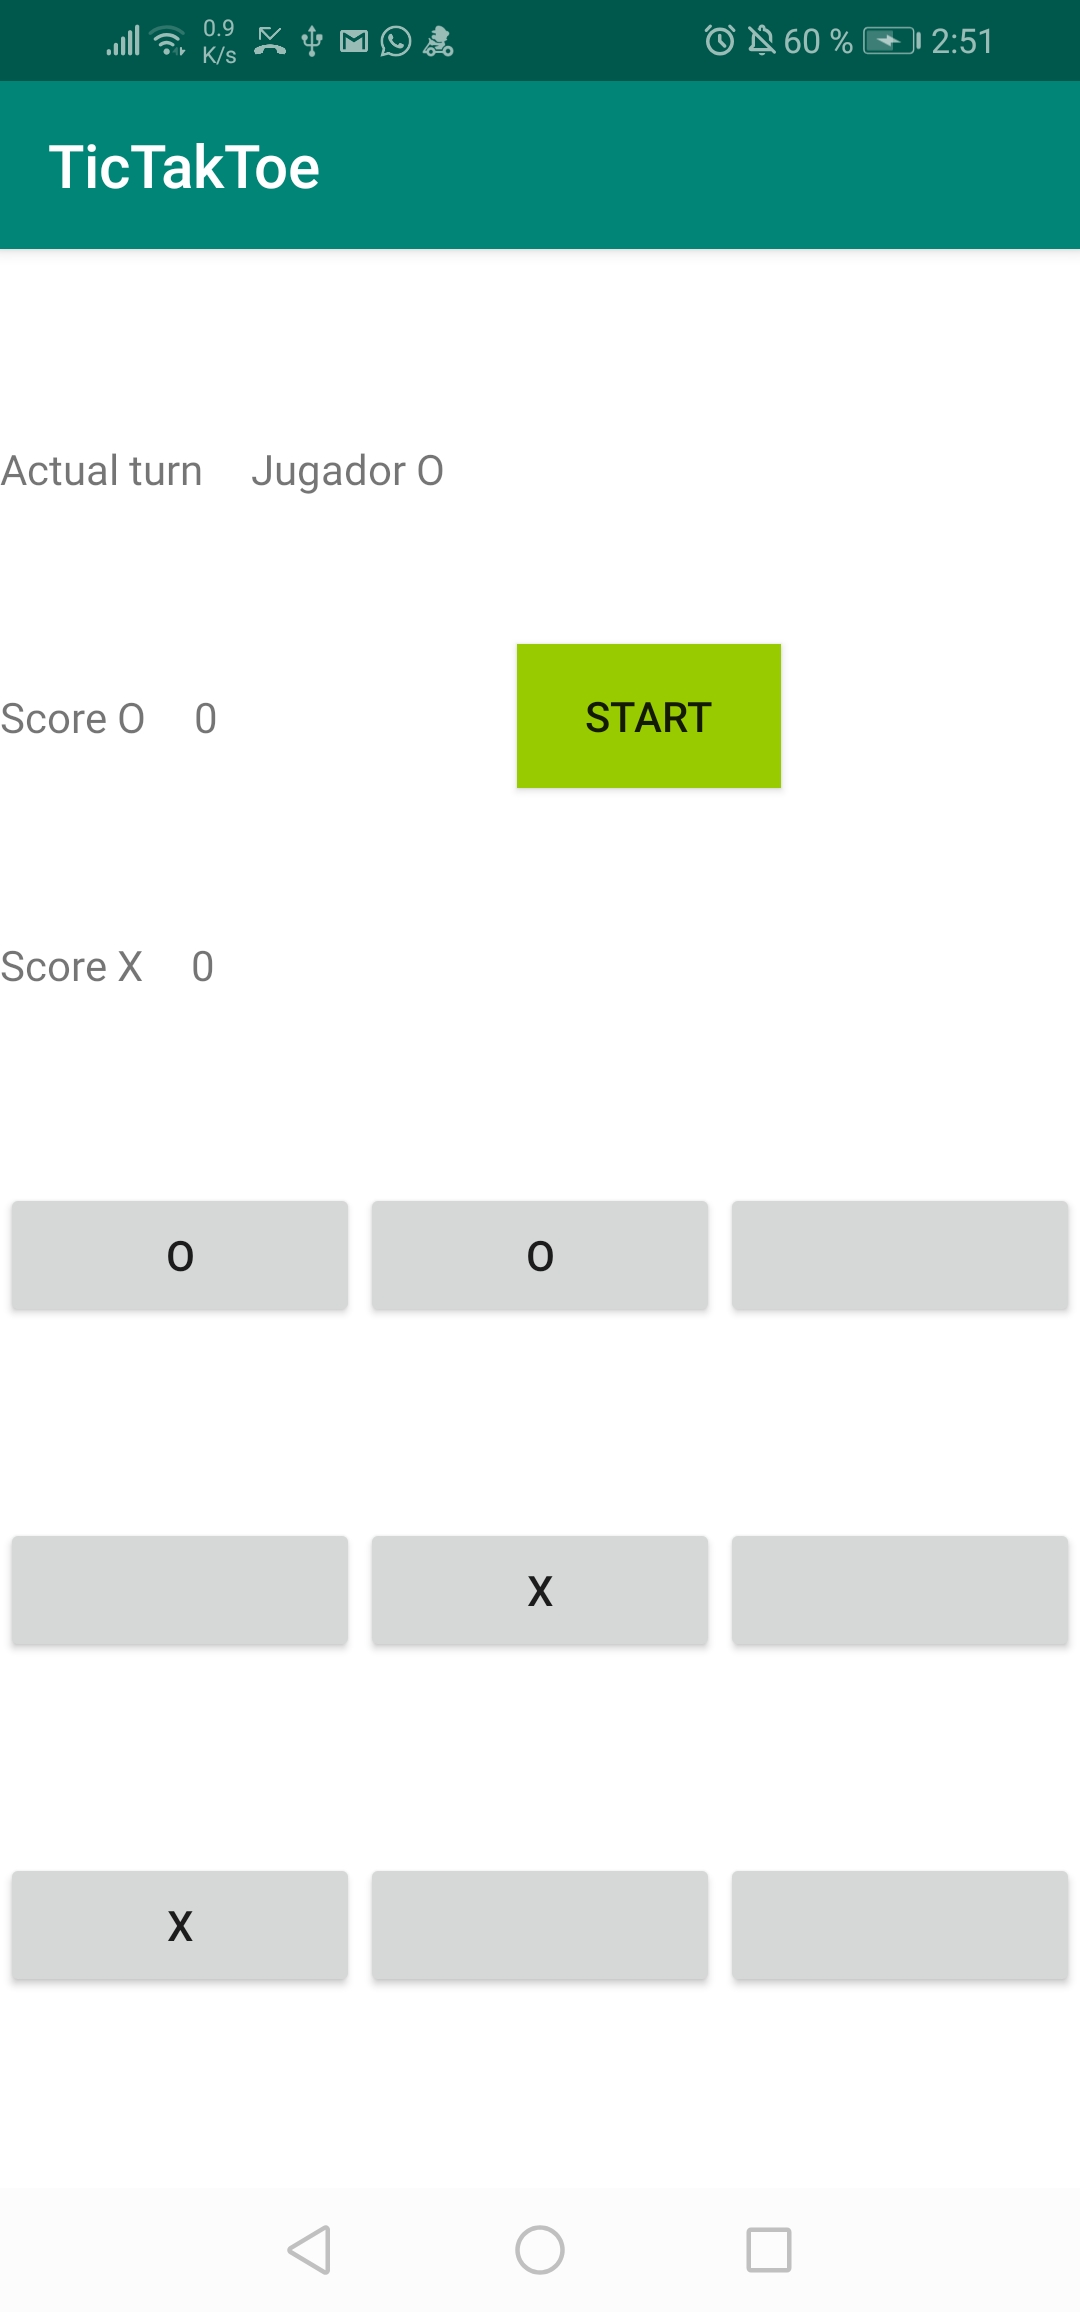 0.9
K/s
60 %
2:51
TicTakToe
Actual turn Jugador O
Score O 0
START
Score X 0
O O
X
X